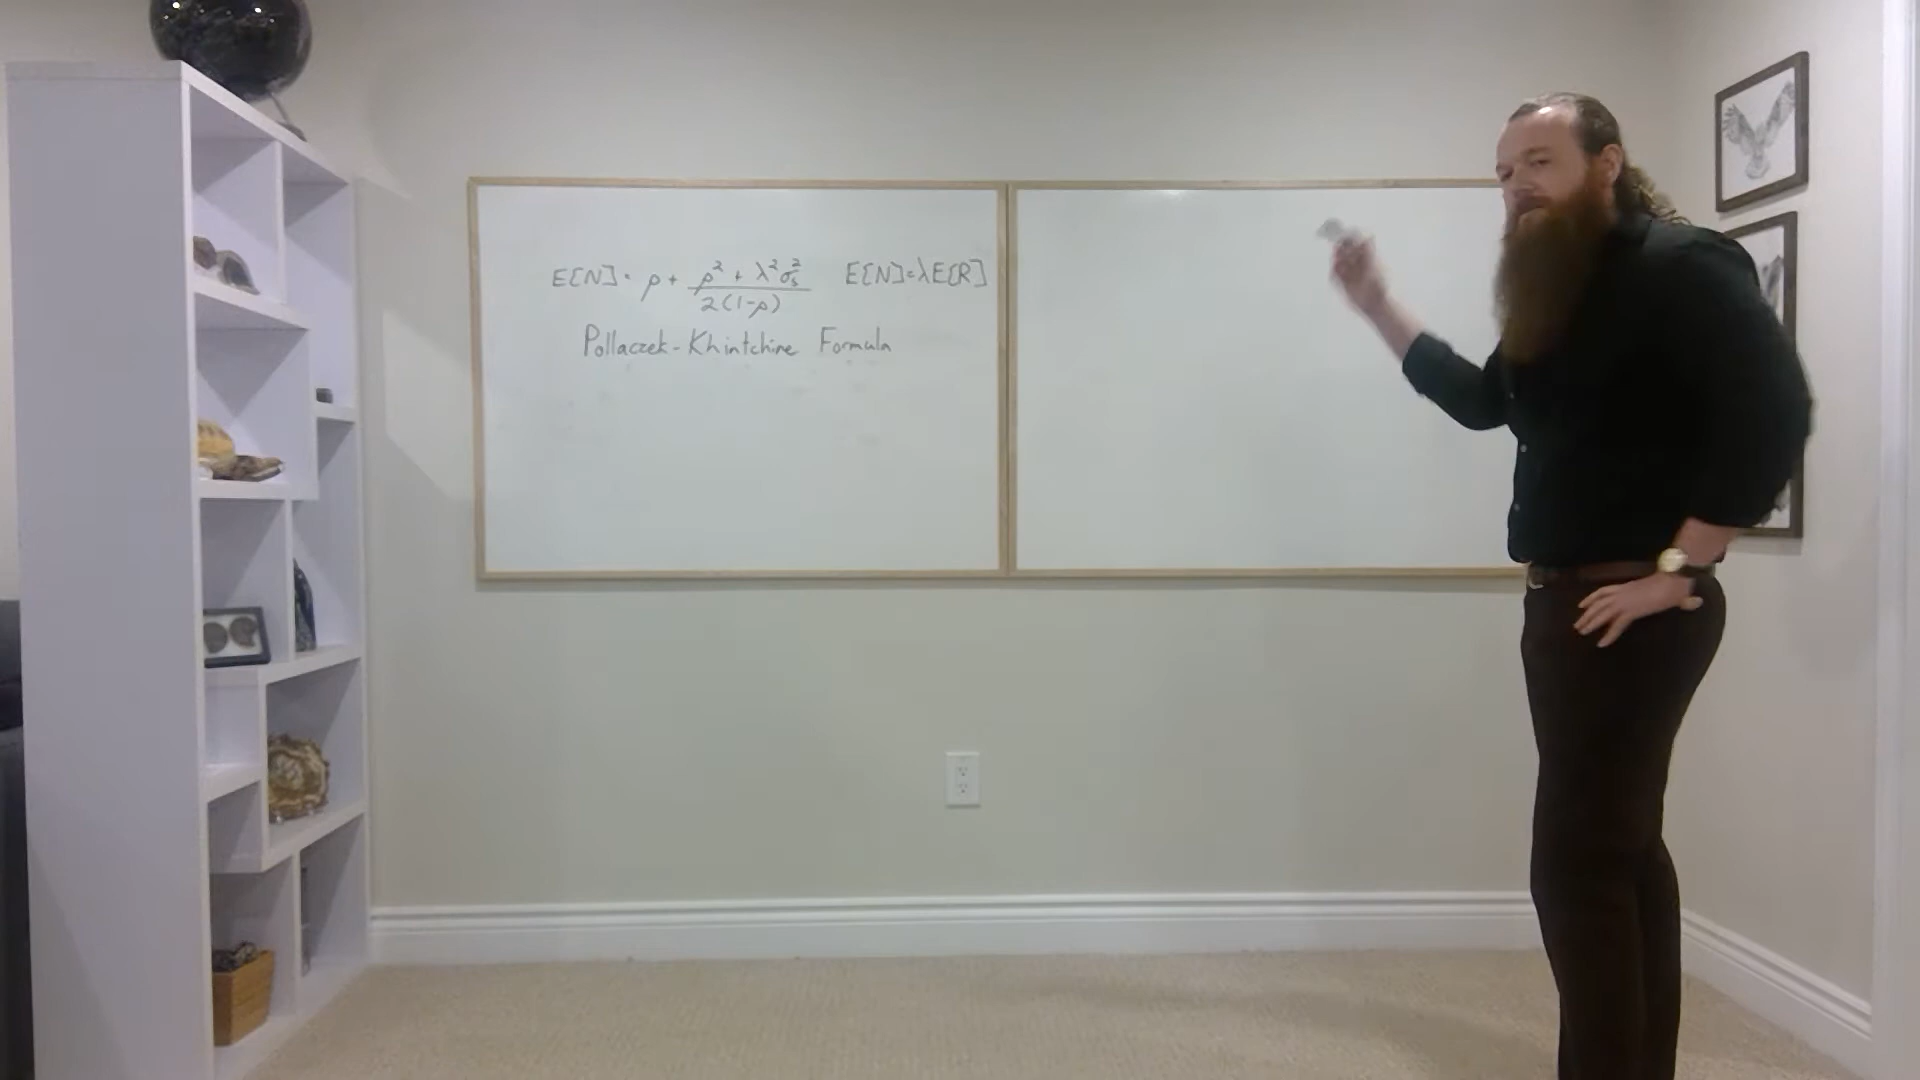 E[N] = ρ + (ρ² + λ²σₛ²) / 2(1-ρ)   E[N] = λE[R]
Pollaczek-Khintchine Formula